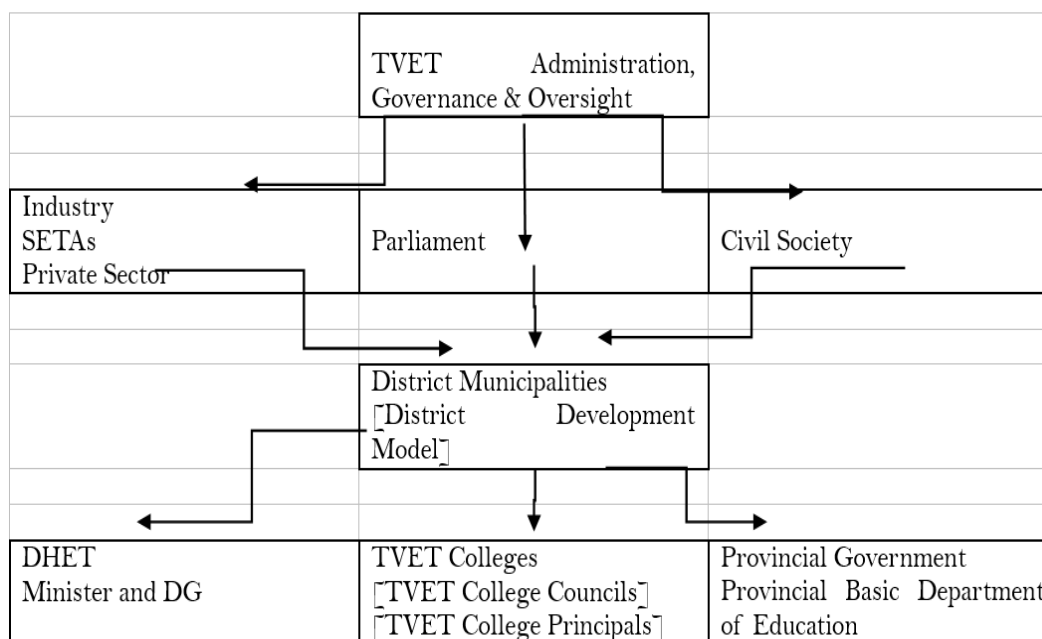 TVET Administration,
Governance & Oversight
Industry
SETAs
Private Sector
Parliament
Civil Society
District Municipalities
[District Development
Model]
DHET
Minister and DG
TVET Colleges
[TVET College Councils]
[TVET College Principals]
Provincial Government
Provincial Basic Department
of Education